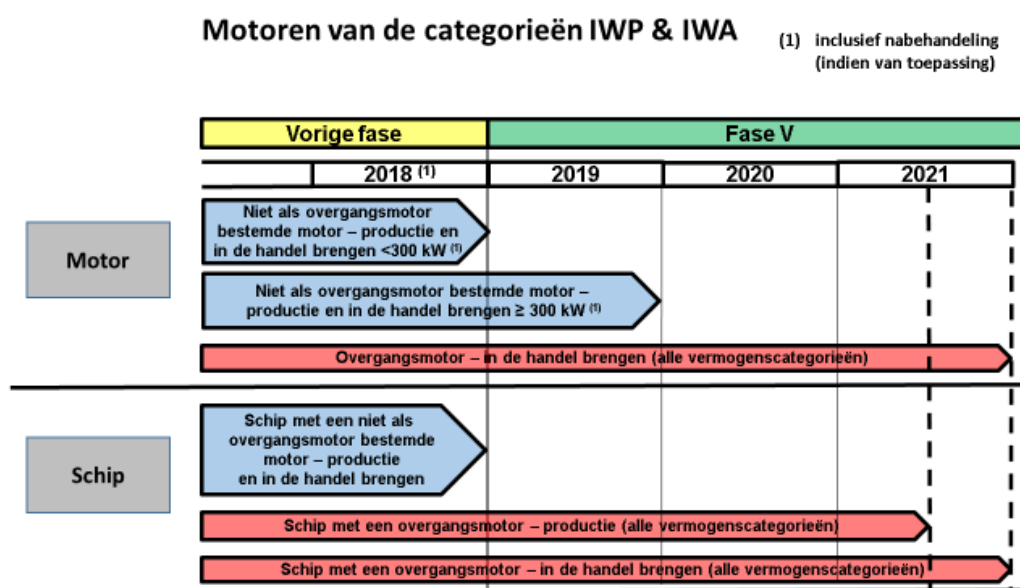 Motoren van de categorieën IWP & IWA
(1) inclusief nabehandeling
(indien van toepassing)
Vorige fase
Fase V
2018 (1)
2019
2020
2021
Motor
Niet als overgangsmotor
bestemde motor – productie en
in de handel brengen <300 kW (1)
Niet als overgangsmotor bestemde motor –
productie en in de handel brengen ≥ 300 kW (1)
Overgangsmotor – in de handel brengen (alle vermogenscategorieën)
Schip
Schip met een niet als
overgangsmotor bestemde
motor – productie
en in de handel brengen
Schip met een overgangsmotor – productie (alle vermogenscategorieën)
Schip met een overgangsmotor – in de handel brengen (alle vermogenscategorieën)